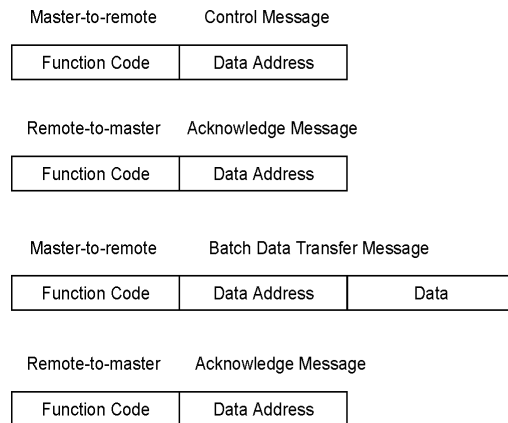 Master-to-remote Control Message
Function Code Data Address
Remote-to-master Acknowledge Message
Function Code Data Address
Master-to-remote Batch Data Transfer Message
Function Code Data Address Data
Remote-to-master Acknowledge Message
Function Code Data Address